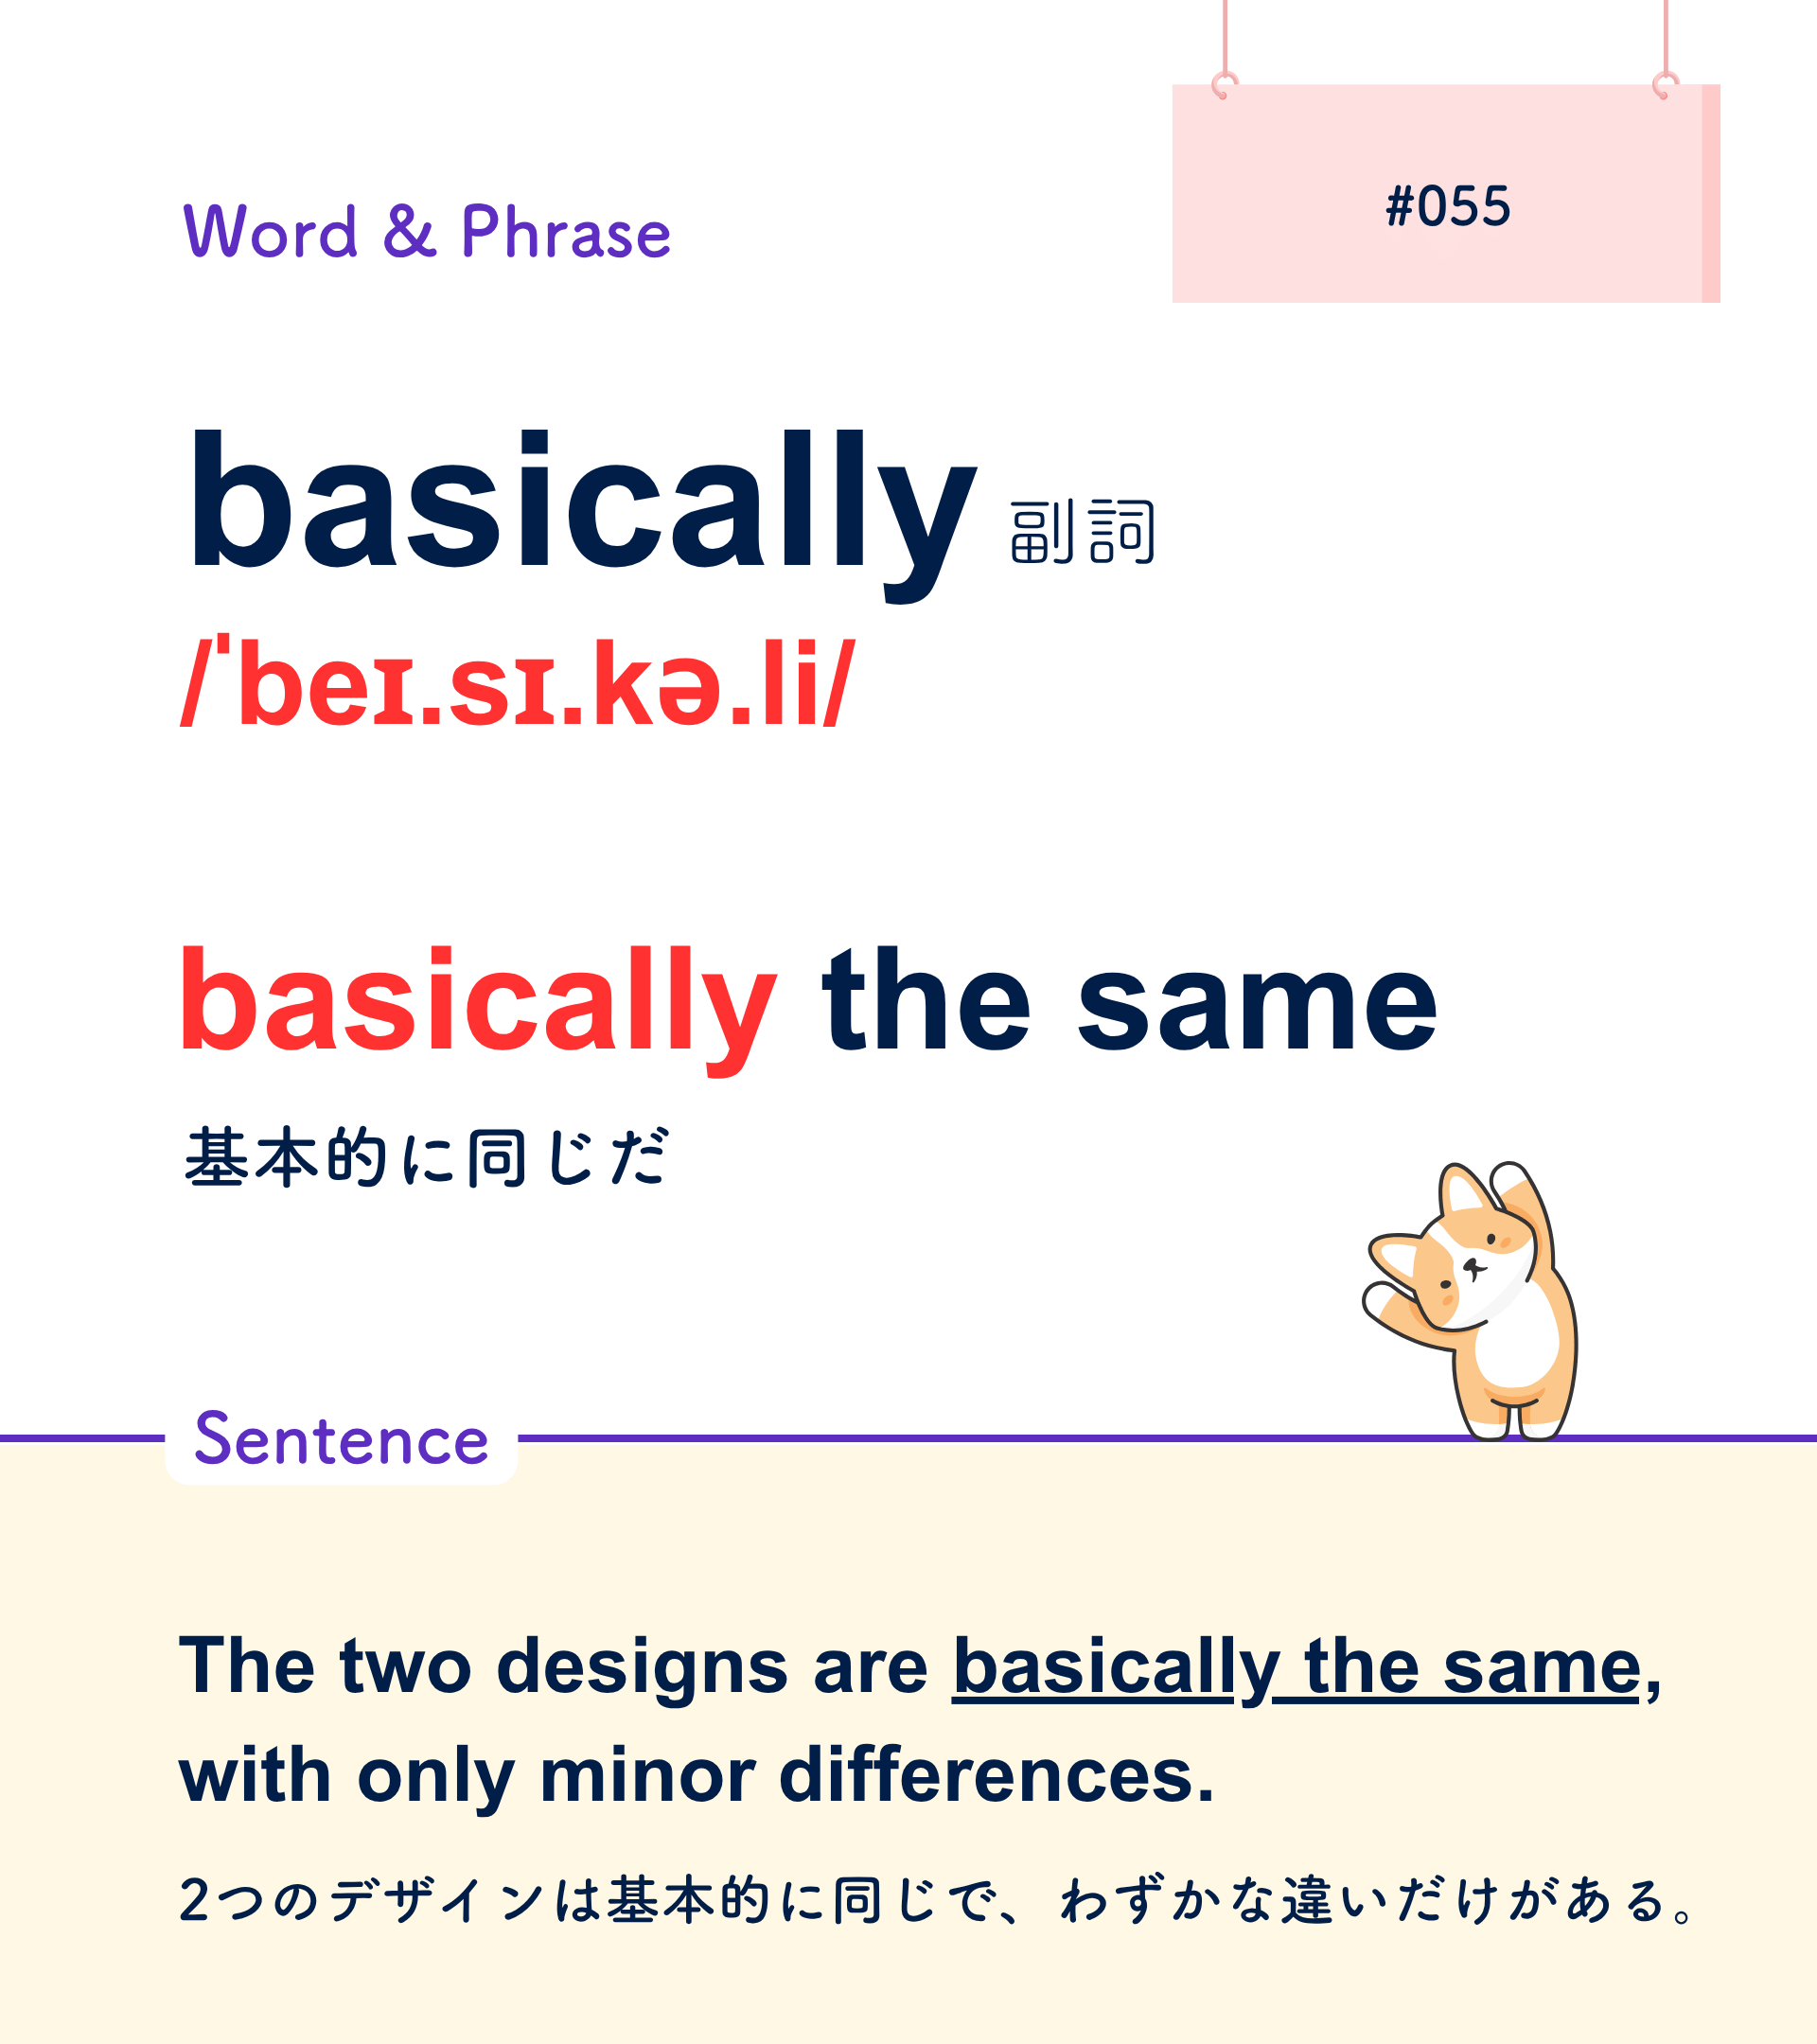 #055
Word & Phrase
basically 副詞
/ˈbeɪ.sɪ.kə.li/
basically the same
基本的に同じだ
Sentence
The two designs are basically the same,
with only minor differences.
2つのデザインは基本的に同じで、わずかな違いだけがある。